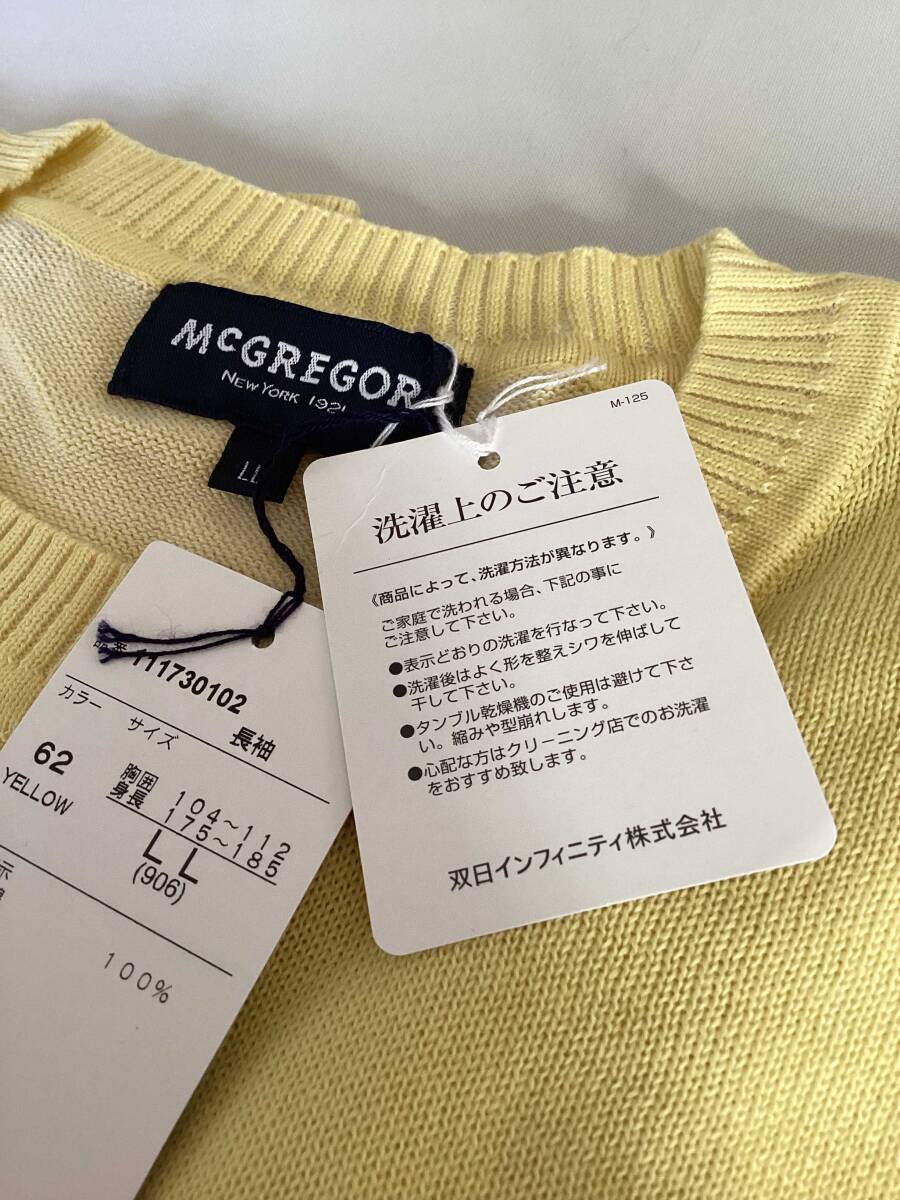 McGREGOR
NEW YORK 1921
LL
M-125
洗濯上のご注意
《商品によって、洗濯方法が異なります。》
ご家庭で洗われる場合、下記の事に
ご注意して下さい。
●表示どおりの洗濯を行なって下さい。
●洗濯後はよく形を整えシワを伸ばして
干して下さい。
●タンブル乾燥機のご使用は避けて下さ
い。縮みや型崩れします。
●心配な方はクリーニング店でのお洗濯
をおすすめ致します。
双日インフィニティ株式会社
111730102
カラー サイズ 長袖
62
YELLOW
胸囲 104~112
身長 175~185
LL
(906)
示
100%